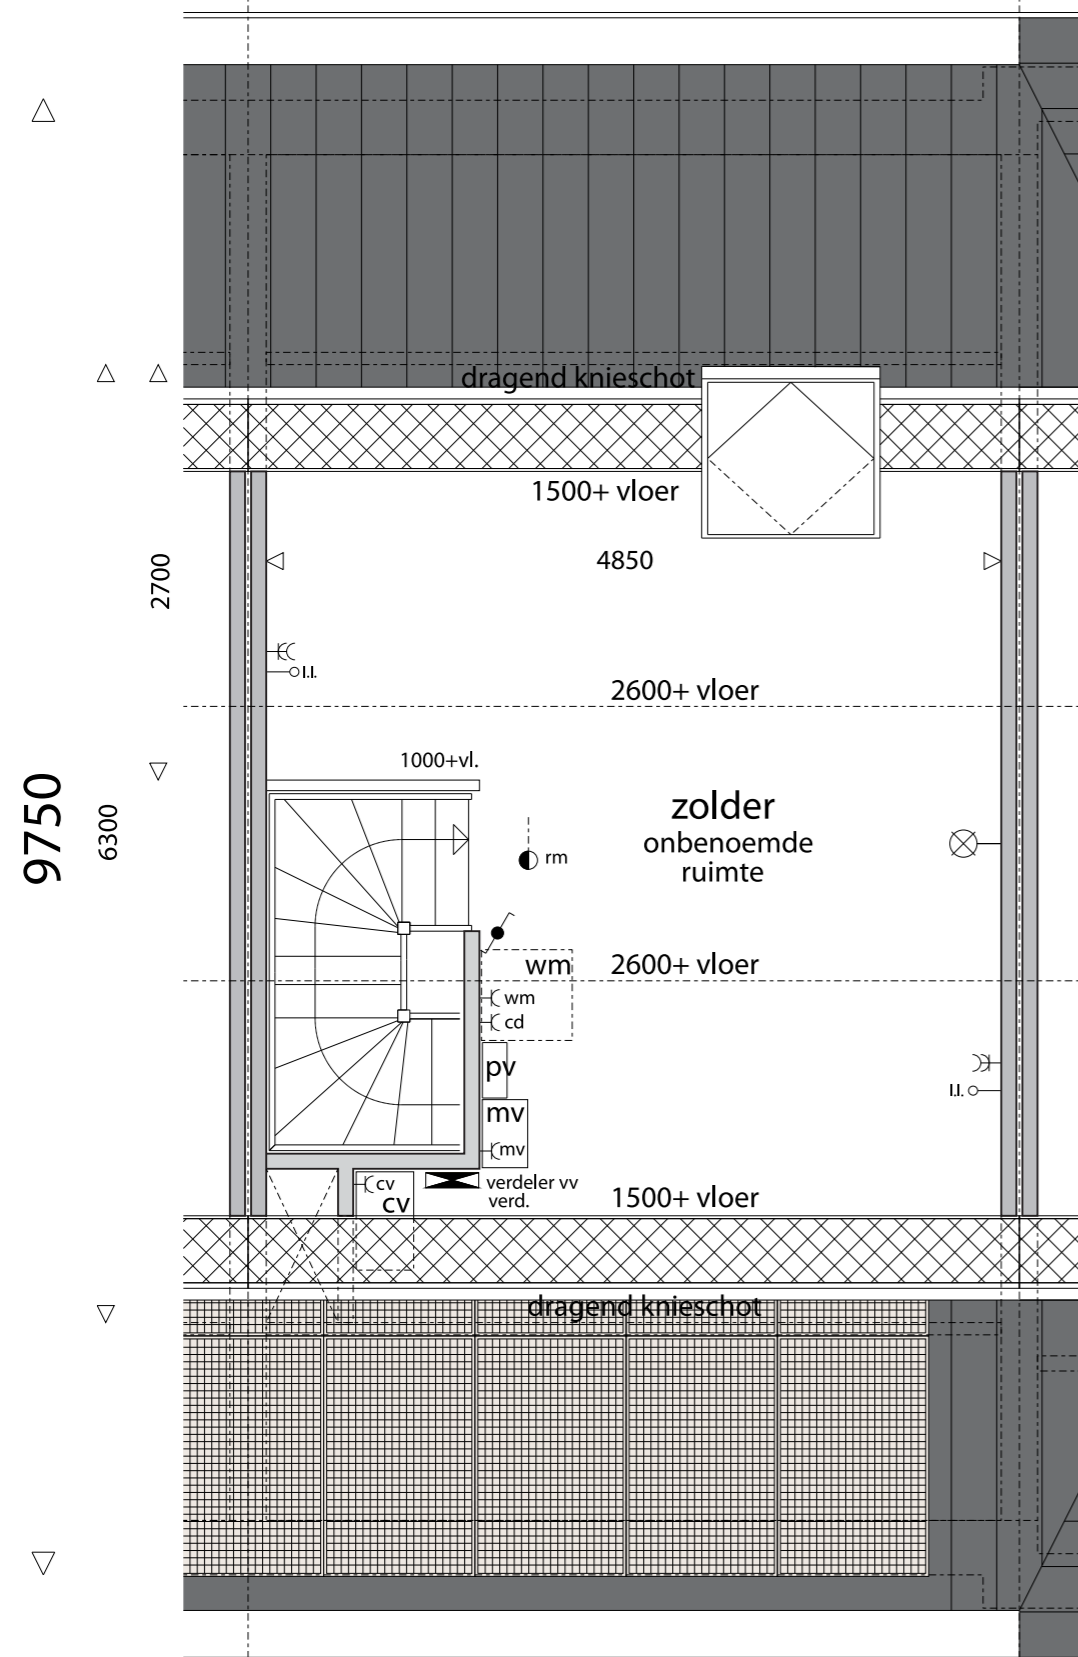 dragend knieschot
1500+ vloer
4850
2700
l.l.
2600+ vloer
1000+vl.
zolder
onbenoemde
ruimte
9750
6300
rm
wm
2600+ vloer
wm
cd
pv
l.l.
mv
mv
cv
cv
verdeler vv
verd.
1500+ vloer
dragend knieschot